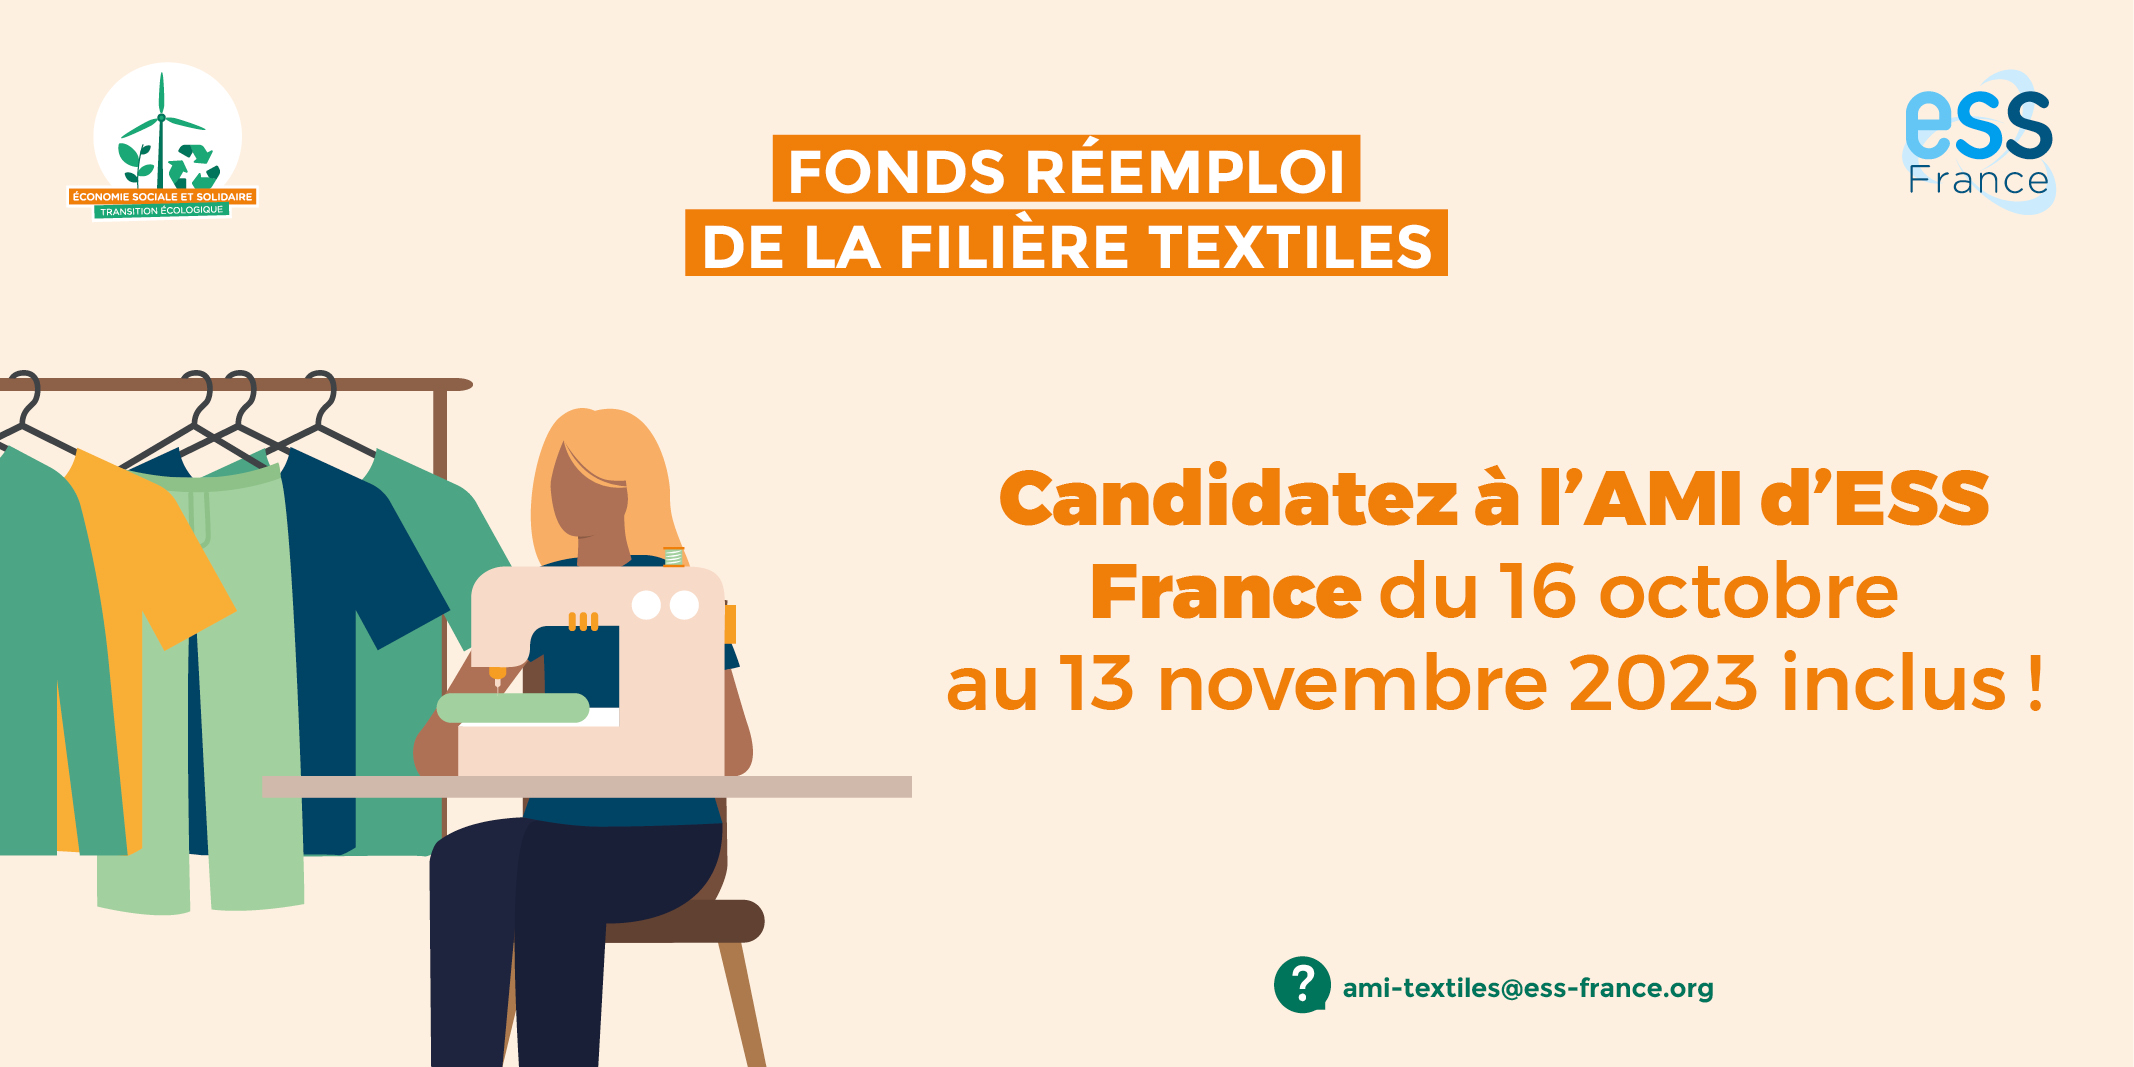 ÉCONOMIE SOCIALE ET SOLIDAIRE
TRANSITION ÉCOLOGIQUE
ess
France
FONDS RÉEMPLOI
DE LA FILIÈRE TEXTILES
Candidatez à l’AMI d’ESS
France du 16 octobre
au 13 novembre 2023 inclus !
? ami-textiles@ess-france.org